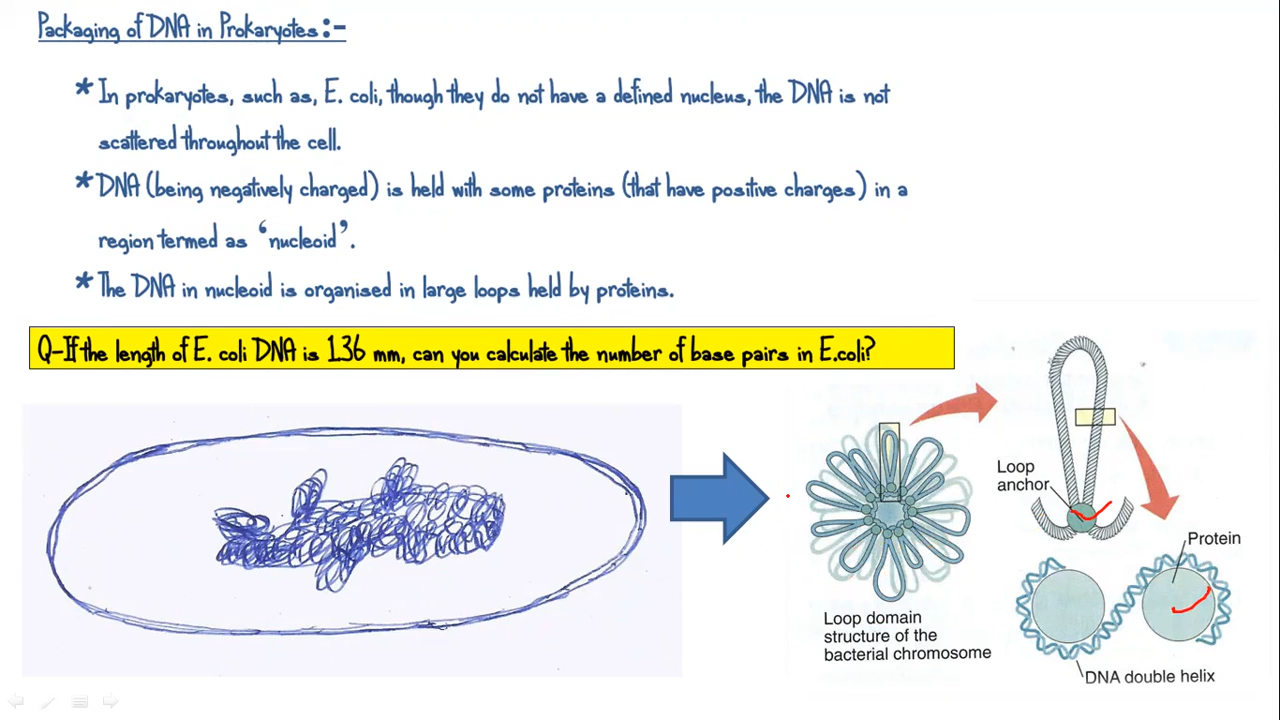 Packaging of DNA in Prokaryotes:-
* In prokaryotes, such as, E. coli, though they do not have a defined nucleus, the DNA is not
scattered throughout the cell.
* DNA (being negatively charged) is held with some proteins (that have positive charges) in a
region termed as 'nucleoid'.
* The DNA in nucleoid is organised in large loops held by proteins.
Q-If the length of E. coli DNA is 1.36 mm, can you calculate the number of base pairs in E.coli?
Loop
anchor
Protein
Loop domain
structure of the
bacterial chromosome
DNA double helix